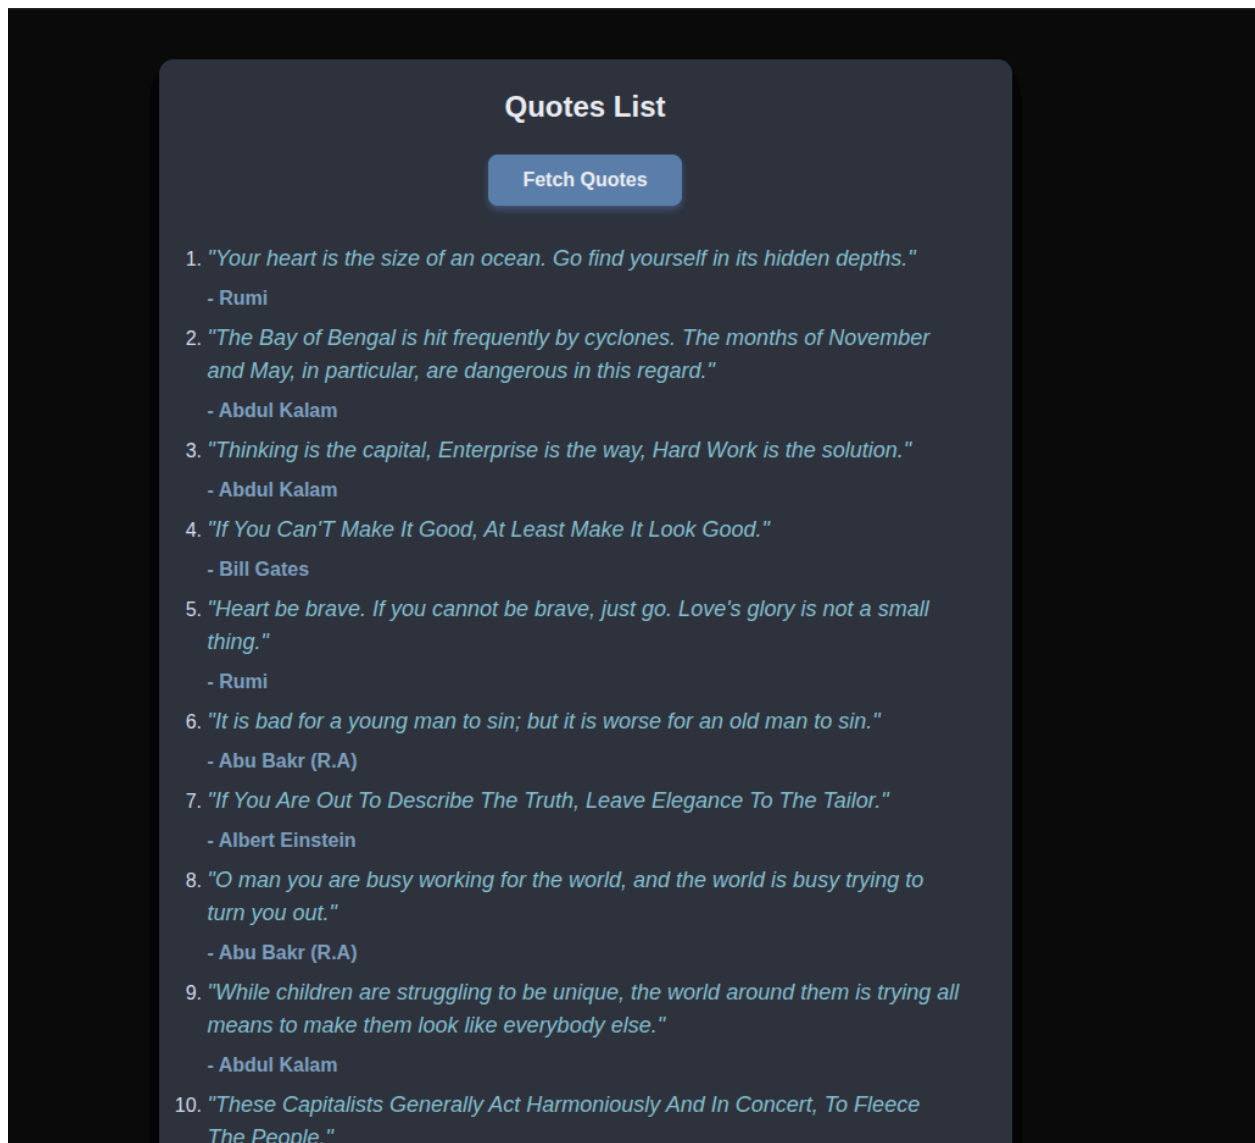 Quotes List
Fetch Quotes
1. "Your heart is the size of an ocean. Go find yourself in its hidden depths."
- Rumi
2. "The Bay of Bengal is hit frequently by cyclones. The months of November
and May, in particular, are dangerous in this regard."
- Abdul Kalam
3. "Thinking is the capital, Enterprise is the way, Hard Work is the solution."
- Abdul Kalam
4. "If You Can'T Make It Good, At Least Make It Look Good."
- Bill Gates
5. "Heart be brave. If you cannot be brave, just go. Love's glory is not a small
thing."
- Rumi
6. "It is bad for a young man to sin; but it is worse for an old man to sin."
- Abu Bakr (R.A)
7. "If You Are Out To Describe The Truth, Leave Elegance To The Tailor."
- Albert Einstein
8. "O man you are busy working for the world, and the world is busy trying to
turn you out."
- Abu Bakr (R.A)
9. "While children are struggling to be unique, the world around them is trying all
means to make them look like everybody else."
- Abdul Kalam
10. "These Capitalists Generally Act Harmoniously And In Concert, To Fleece
The People."